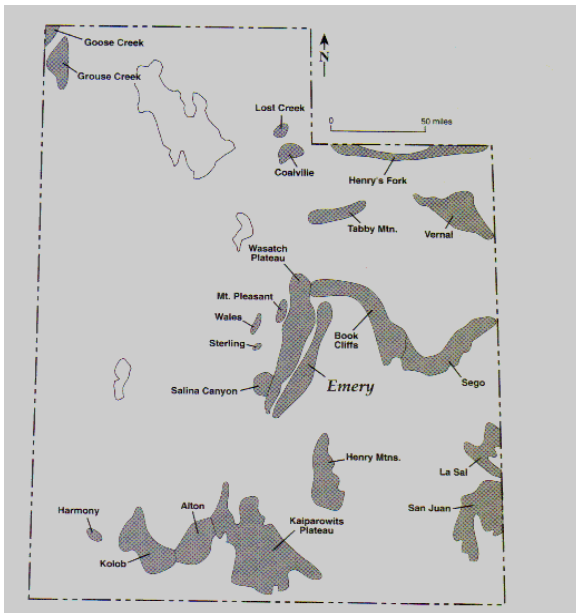 Goose Creek
Grouse Creek
N
Lost Creek
0
50 miles
Coalville
Henry's Fork
Tabby Mtn.
Vernal
Wasatch
Plateau
Mt. Pleasant
Wales
Sterling
Book
Cliffs
Salina Canyon
Emery
Sego
Henry Mtns.
La Sal
San Juan
Harmony
Alton
Kaiparowits
Plateau
Kolob